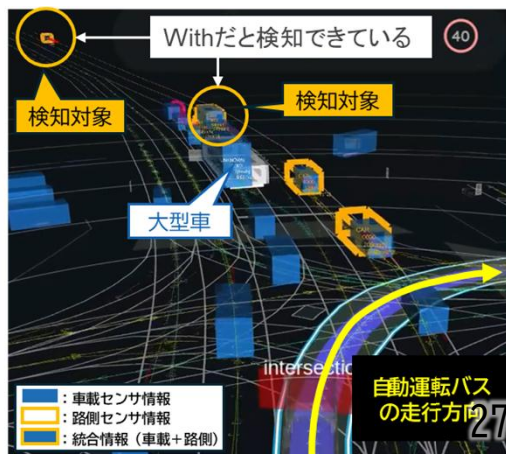 Withだと検知できている
40
検知対象
検知対象
大型車
intersectio
自動運転バス
の走行方向
27
：車載センサ情報
：路側センサ情報
：統合情報（車載＋路側）